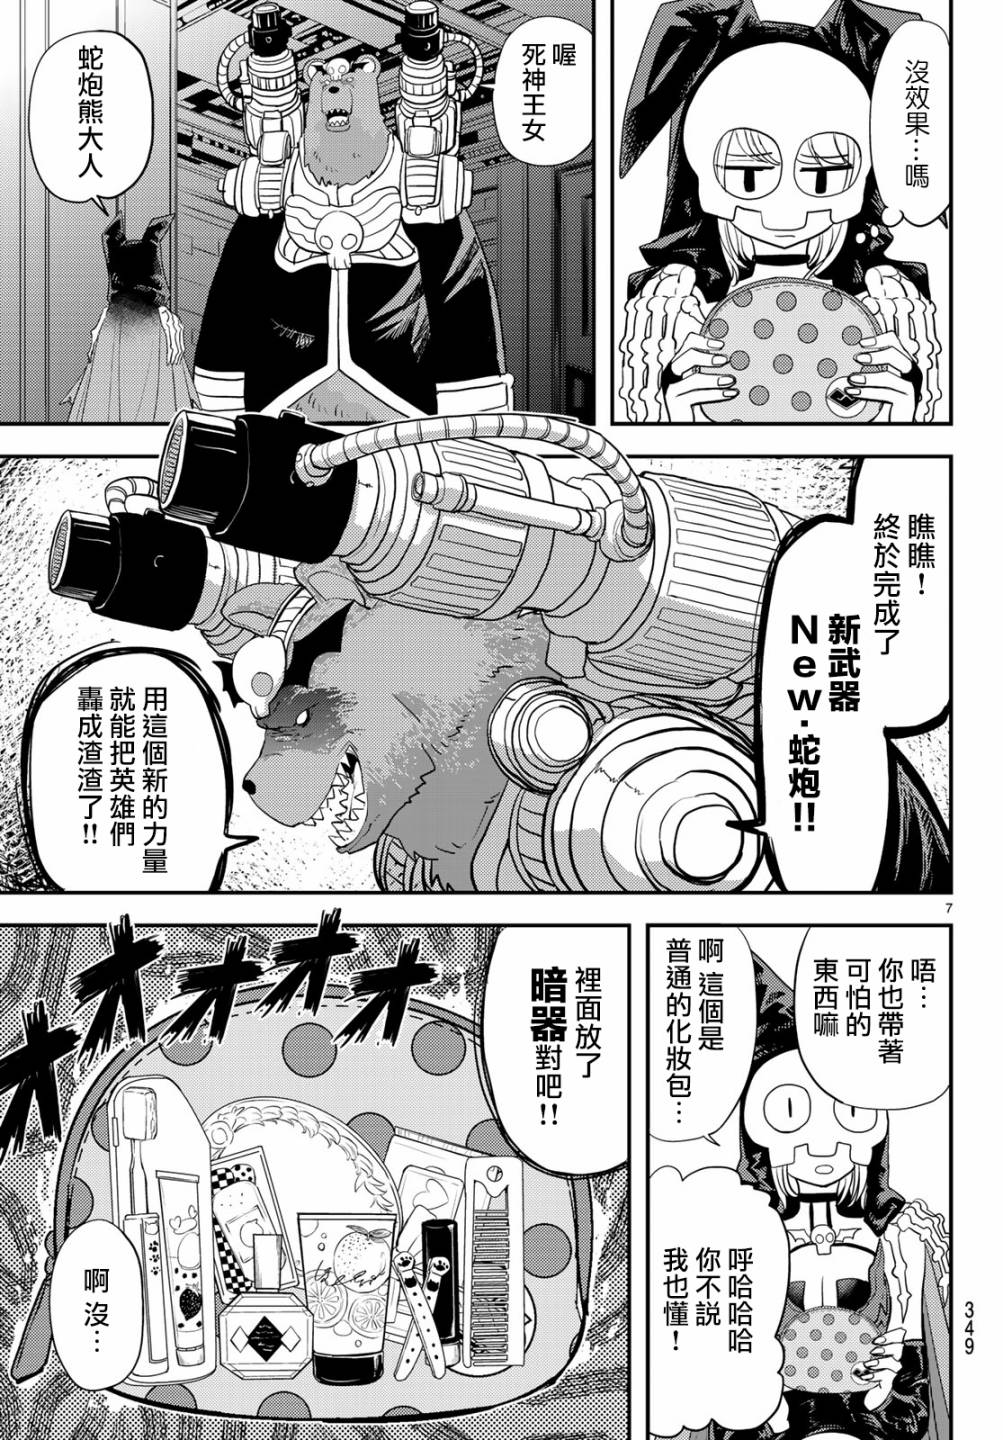 沒效果…嗎
喔
死神王女
蛇炮熊大人
瞧瞧！
終於完成了
新武器
New·蛇炮!!
用這個新的力量
就能把英雄們
轟成渣渣了!!
7
唔…
你也帶著
可怕的
東西嘛
啊 這個是
普通的化妝包…
呼哈哈哈
你不說
我也懂！
裡面放了
暗器對吧!!
オオオオ
啊
沒…
349